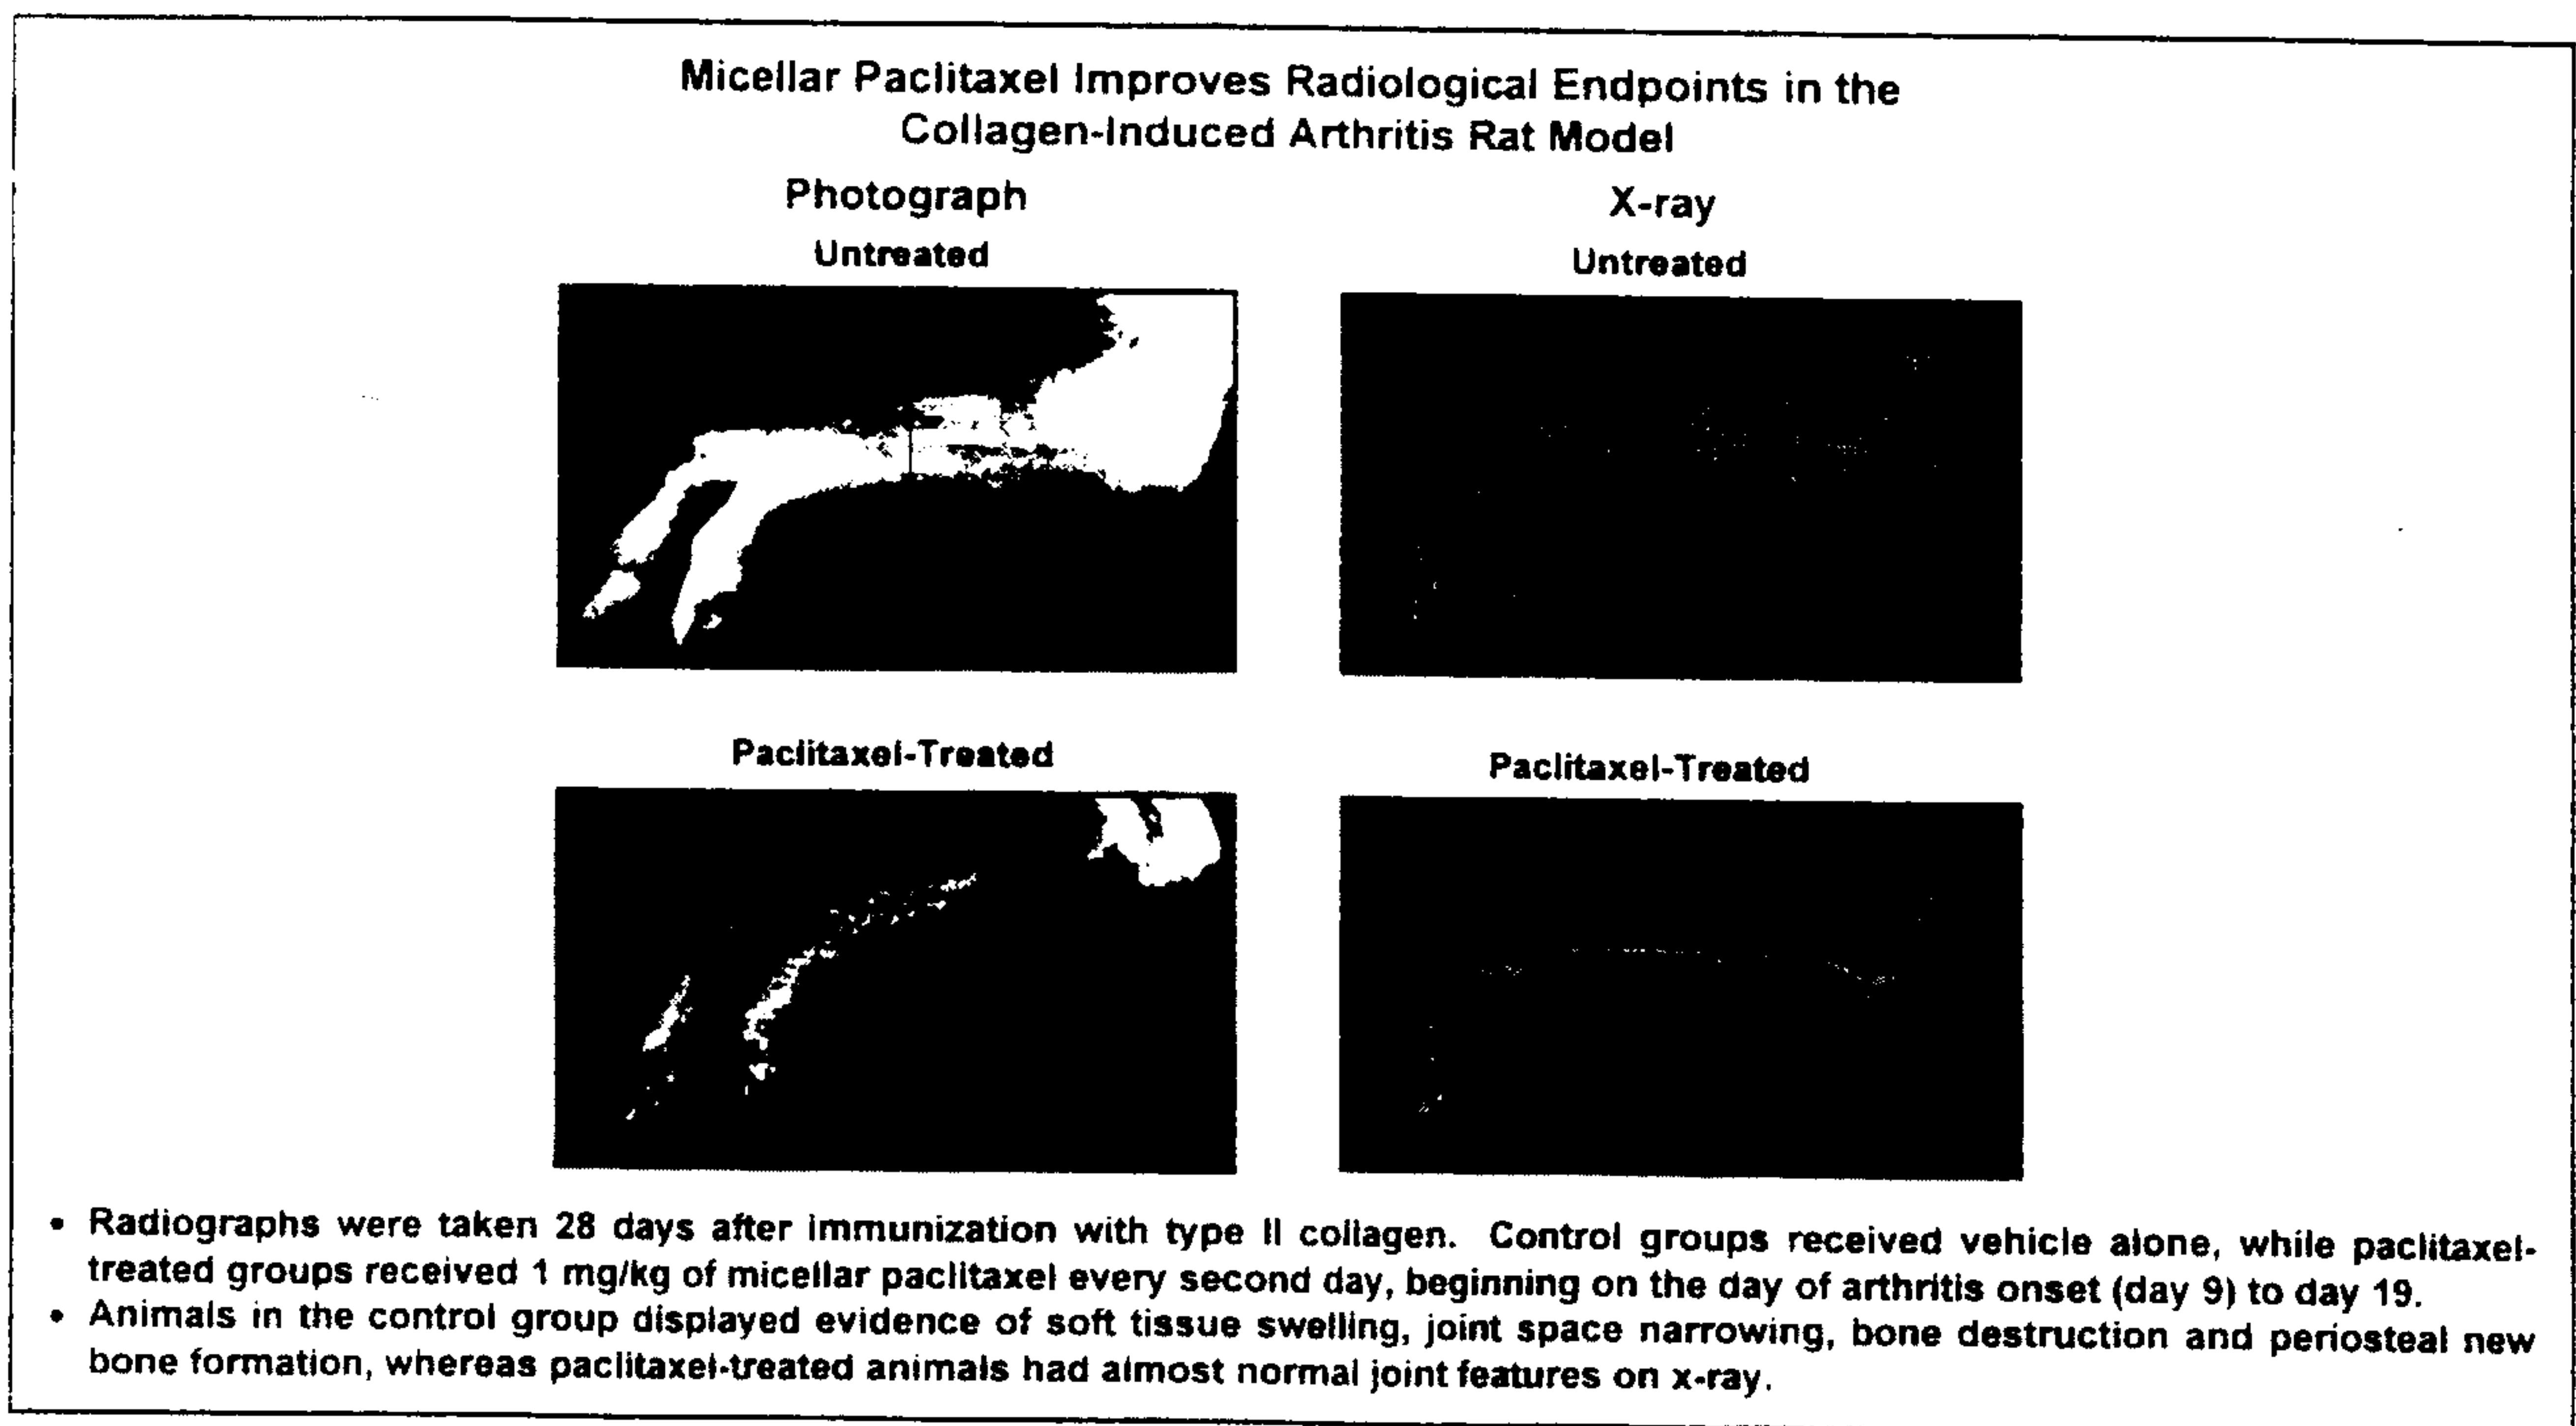 Micellar Paclitaxel Improves Radiological Endpoints in the
Collagen-Induced Arthritis Rat Model
Photograph
X-ray
Untreated
Untreated
Paclitaxel-Treated
Paclitaxel-Treated
• Radiographs were taken 28 days after immunization with type II collagen. Control groups received vehicle alone, while paclitaxel-
treated groups received 1 mg/kg of micellar paclitaxel every second day, beginning on the day of arthritis onset (day 9) to day 19.
• Animals in the control group displayed evidence of soft tissue swelling, joint space narrowing, bone destruction and periosteal new
bone formation, whereas paclitaxel-treated animals had almost normal joint features on x-ray.